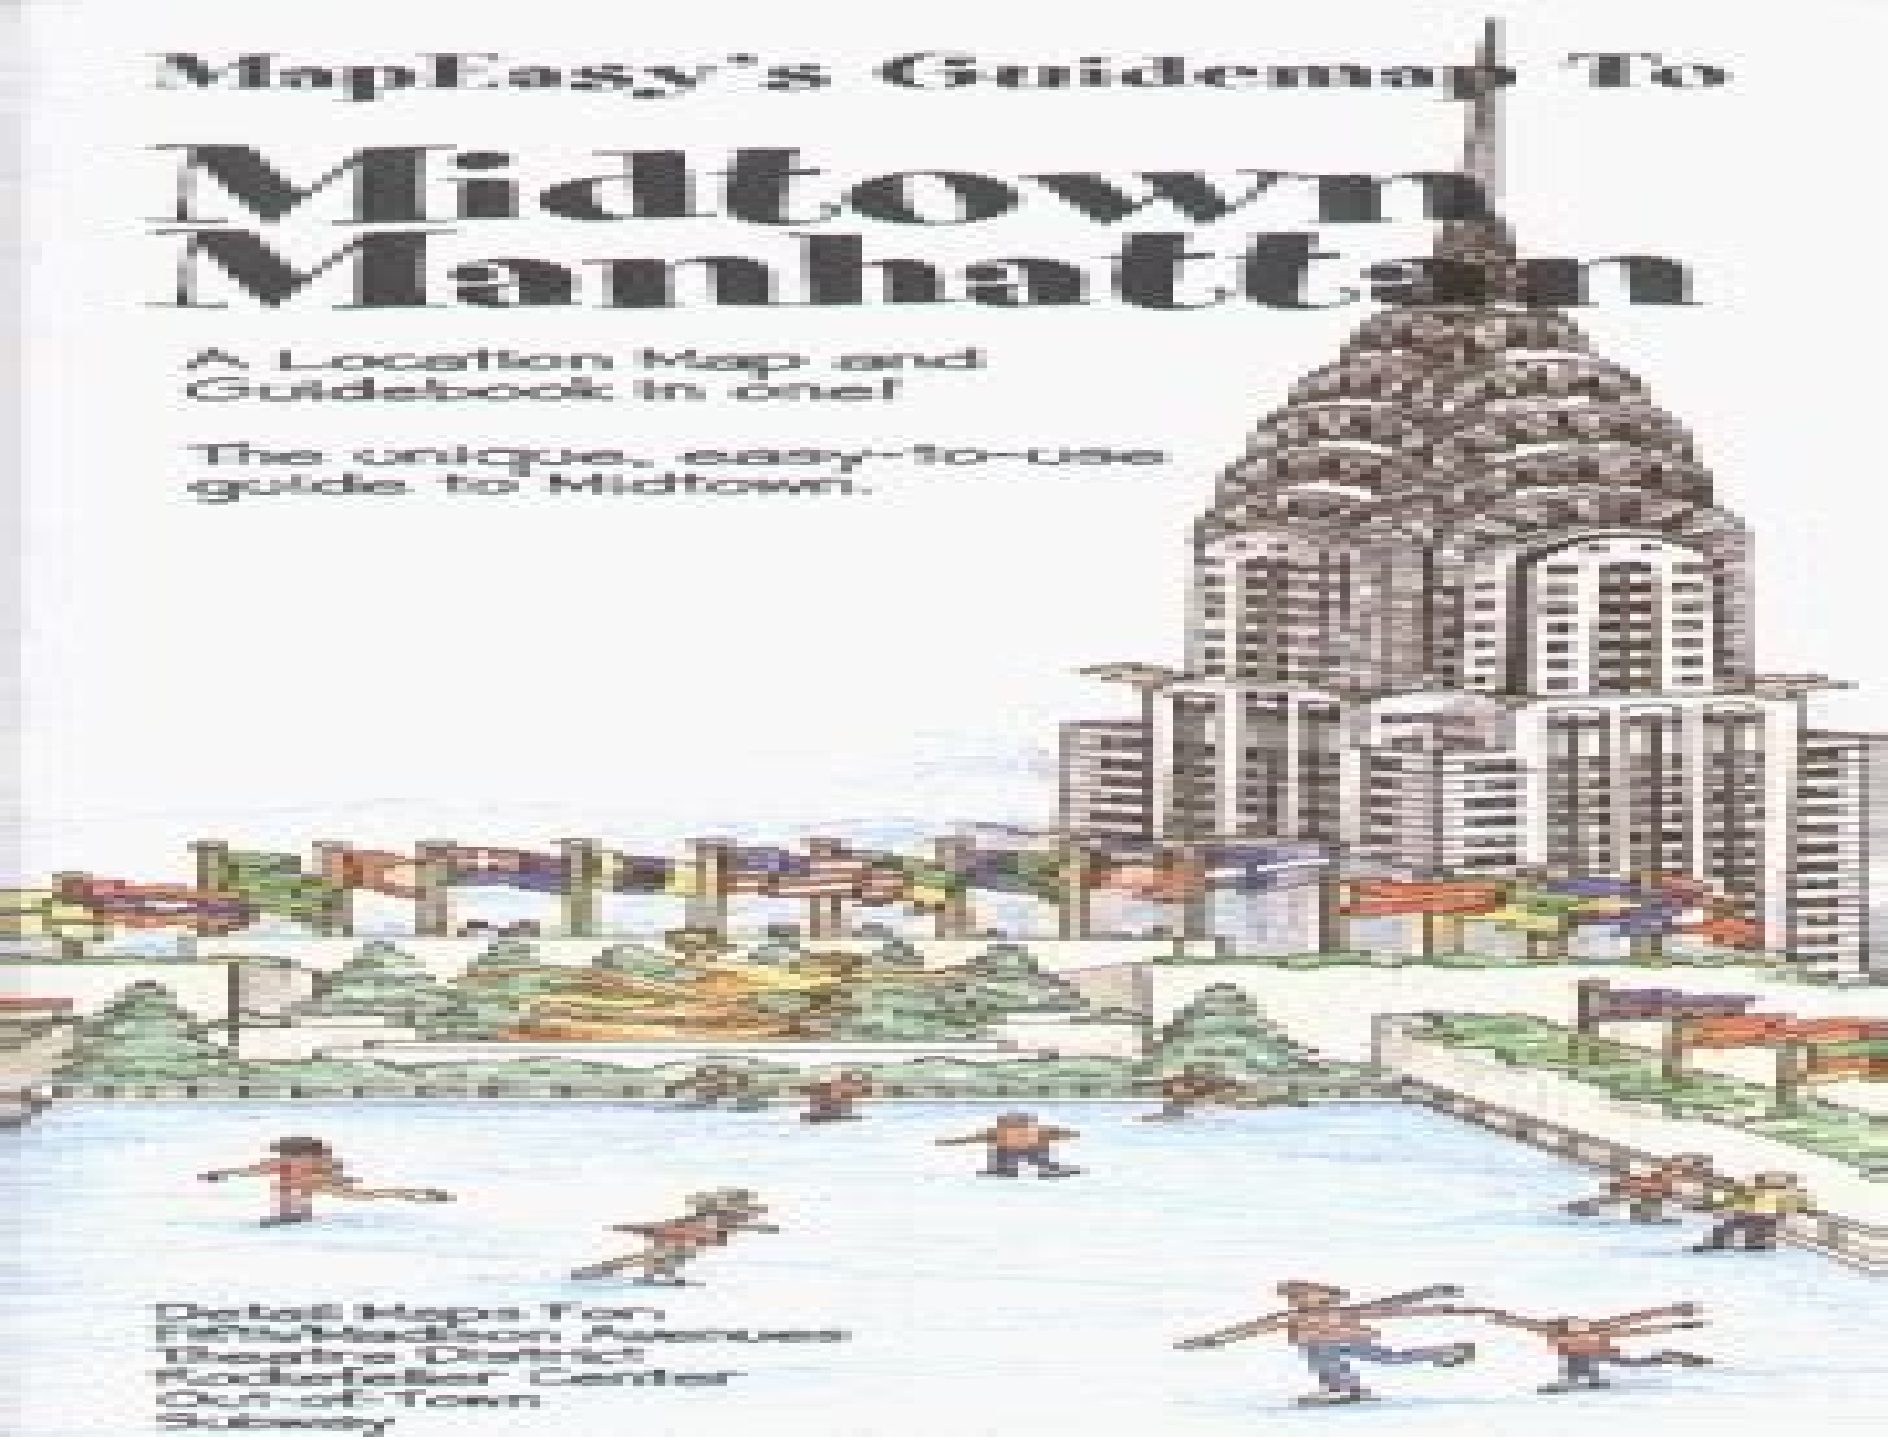 MapEasy's Guidemap To
Midtown
Manhattan
A Location Map and
Guidebook in one!
The unique, easy-to-use
guide to Midtown.
Detail Maps For:
Fifth/Madison Avenues
Theatre District
Rockefeller Center
Out-of-Town
Subway